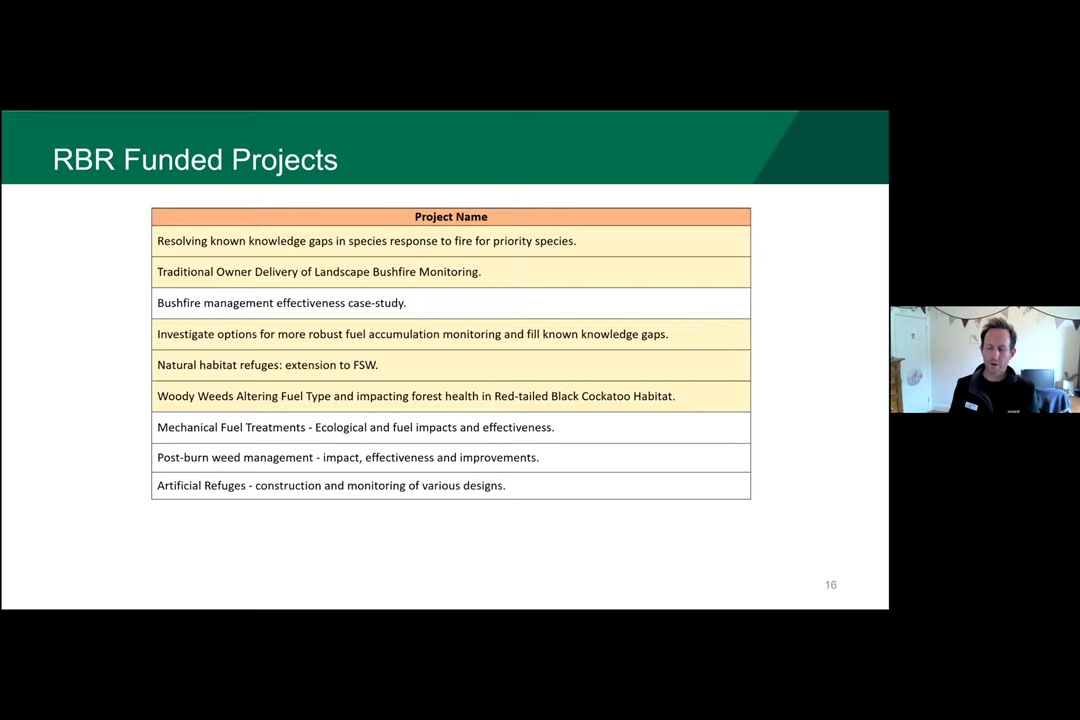 RBR Funded Projects
Project Name
Resolving known knowledge gaps in species response to fire for priority species.
Traditional Owner Delivery of Landscape Bushfire Monitoring.
Bushfire management effectiveness case-study.
Investigate options for more robust fuel accumulation monitoring and fill known knowledge gaps.
Natural habitat refuges: extension to FSW.
Woody Weeds Altering Fuel Type and impacting forest health in Red-tailed Black Cockatoo Habitat.
Mechanical Fuel Treatments - Ecological and fuel impacts and effectiveness.
Post-burn weed management - impact, effectiveness and improvements.
Artificial Refuges - construction and monitoring of various designs.
16